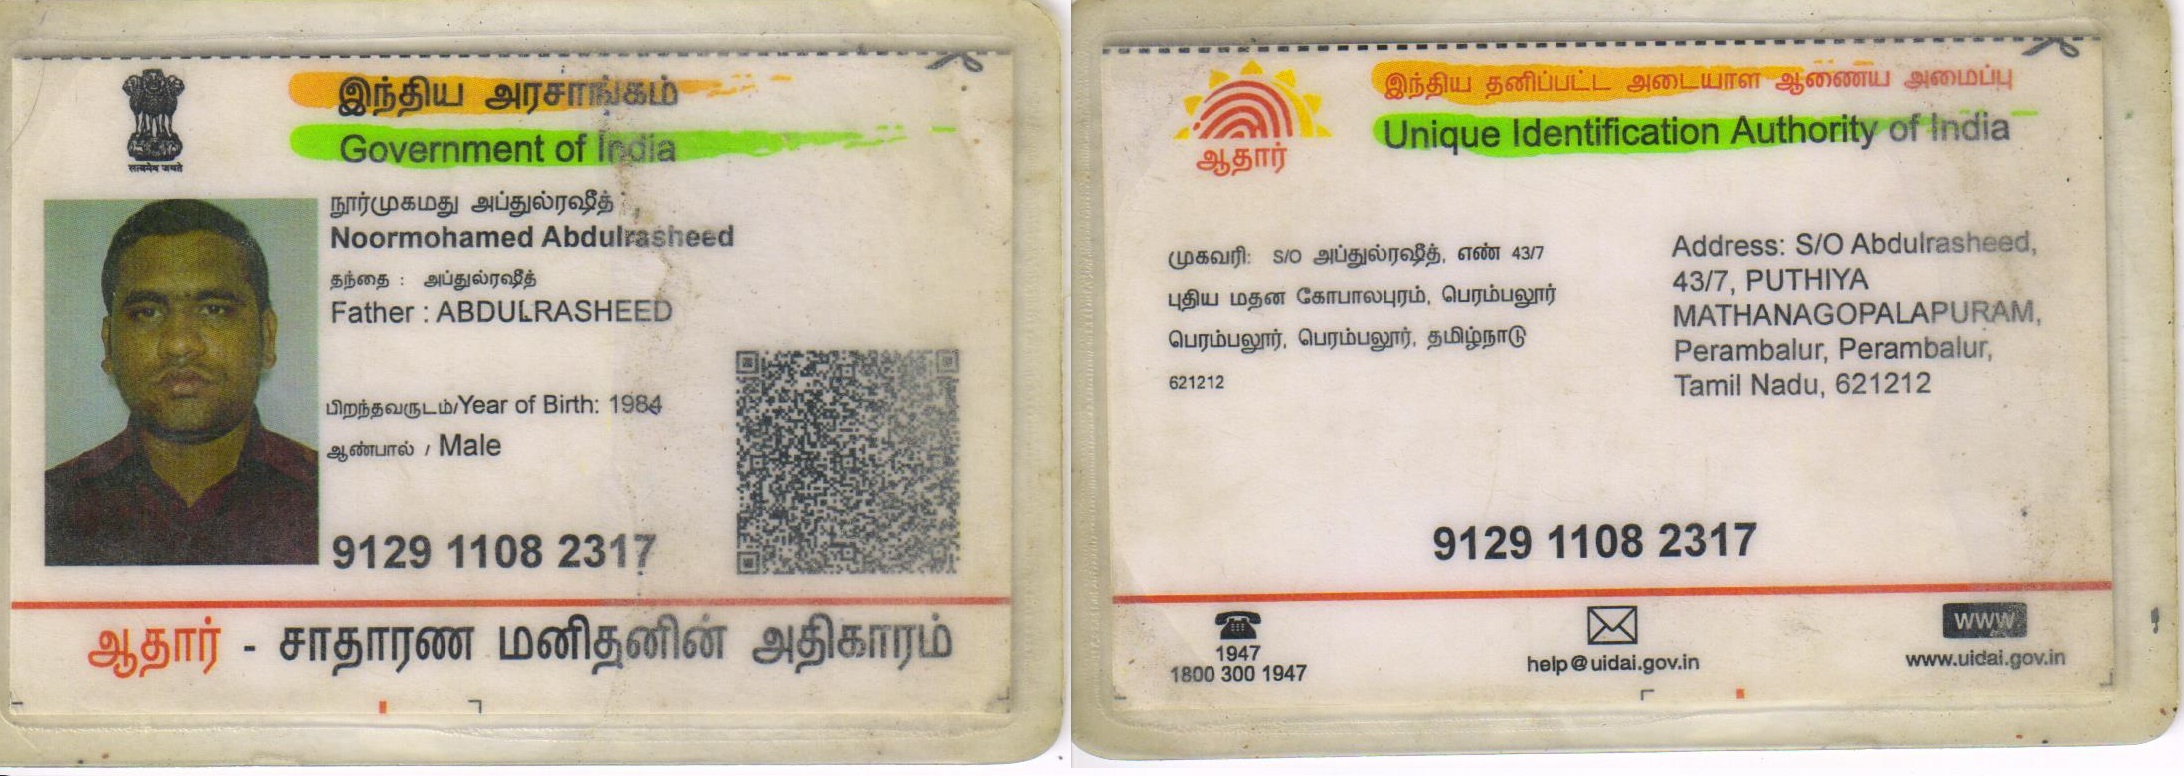 இந்திய அரசாங்கம்
Government of India
सत्यमेव जयते
நூர்முகமது அப்துல்ரஷீத்
Noormohamed Abdulrasheed
தந்தை : அப்துல்ரஷீத்
Father : ABDULRASHEED
பிறந்தவருடம்/Year of Birth: 1984
ஆண்பால் / Male
9129 1108 2317
ஆதார் - சாதாரண மனிதனின் அதிகாரம்
இந்திய தனிப்பட்ட அடையாள ஆணைய அமைப்பு
Unique Identification Authority of India
ஆதார்
முகவரி: S/O அப்துல்ரஷீத், எண் 43/7
புதிய மதன கோபாலபுரம், பெரம்பலூர்
பெரம்பலூர், பெரம்பலூர், தமிழ்நாடு
621212
Address: S/O Abdulrasheed,
43/7, PUTHIYA
MATHANAGOPALAPURAM,
Perambalur, Perambalur,
Tamil Nadu, 621212
9129 1108 2317
1947
1800 300 1947
help@uidai.gov.in
WWW
www.uidai.gov.in